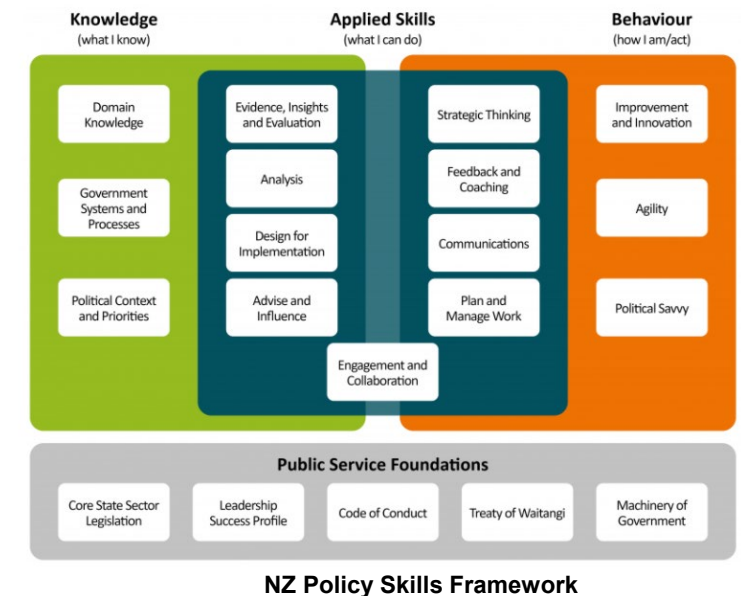 Knowledge
(what I know)
Applied Skills
(what I can do)
Behaviour
(how I am/act)
Domain
Knowledge
Government
Systems and
Processes
Political Context
and Priorities
Evidence, Insights
and Evaluation
Analysis
Design for
Implementation
Advise and
Influence
Strategic Thinking
Feedback and
Coaching
Communications
Plan and
Manage Work
Engagement and
Collaboration
Improvement
and Innovation
Agility
Political Savvy
Public Service Foundations
Core State Sector
Legislation
Leadership
Success Profile
Code of Conduct
Treaty of Waitangi
Machinery of
Government
NZ Policy Skills Framework